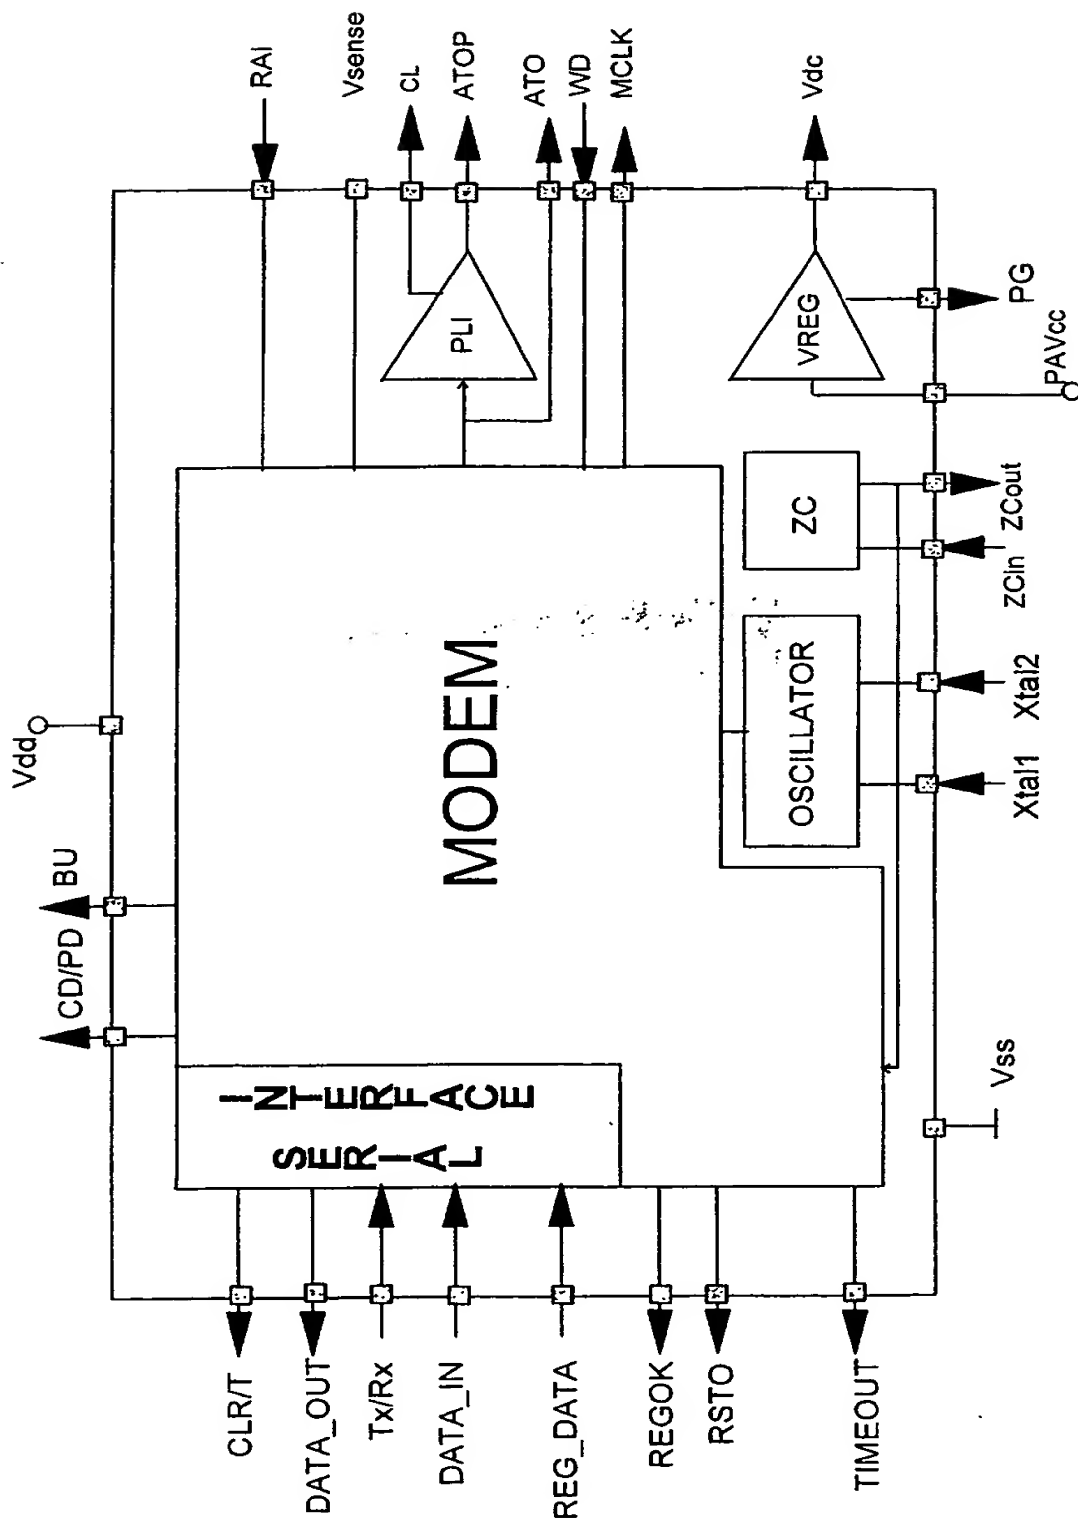 Vdd
CD/PD
BU
RAI
Vsense
CL
ATOP
ATO
WD
MCLK
Vdc
PLI
VREG
PG
PAVcc
ZC
ZCout
ZCin
MODEM
OSCILLATOR
Xtal2
Xtal1
Vss
SERIAL
INTERFACE
CLR/T
DATA_OUT
Tx/Rx
DATA_IN
REG_DATA
REGOK
RSTO
TIMEOUT